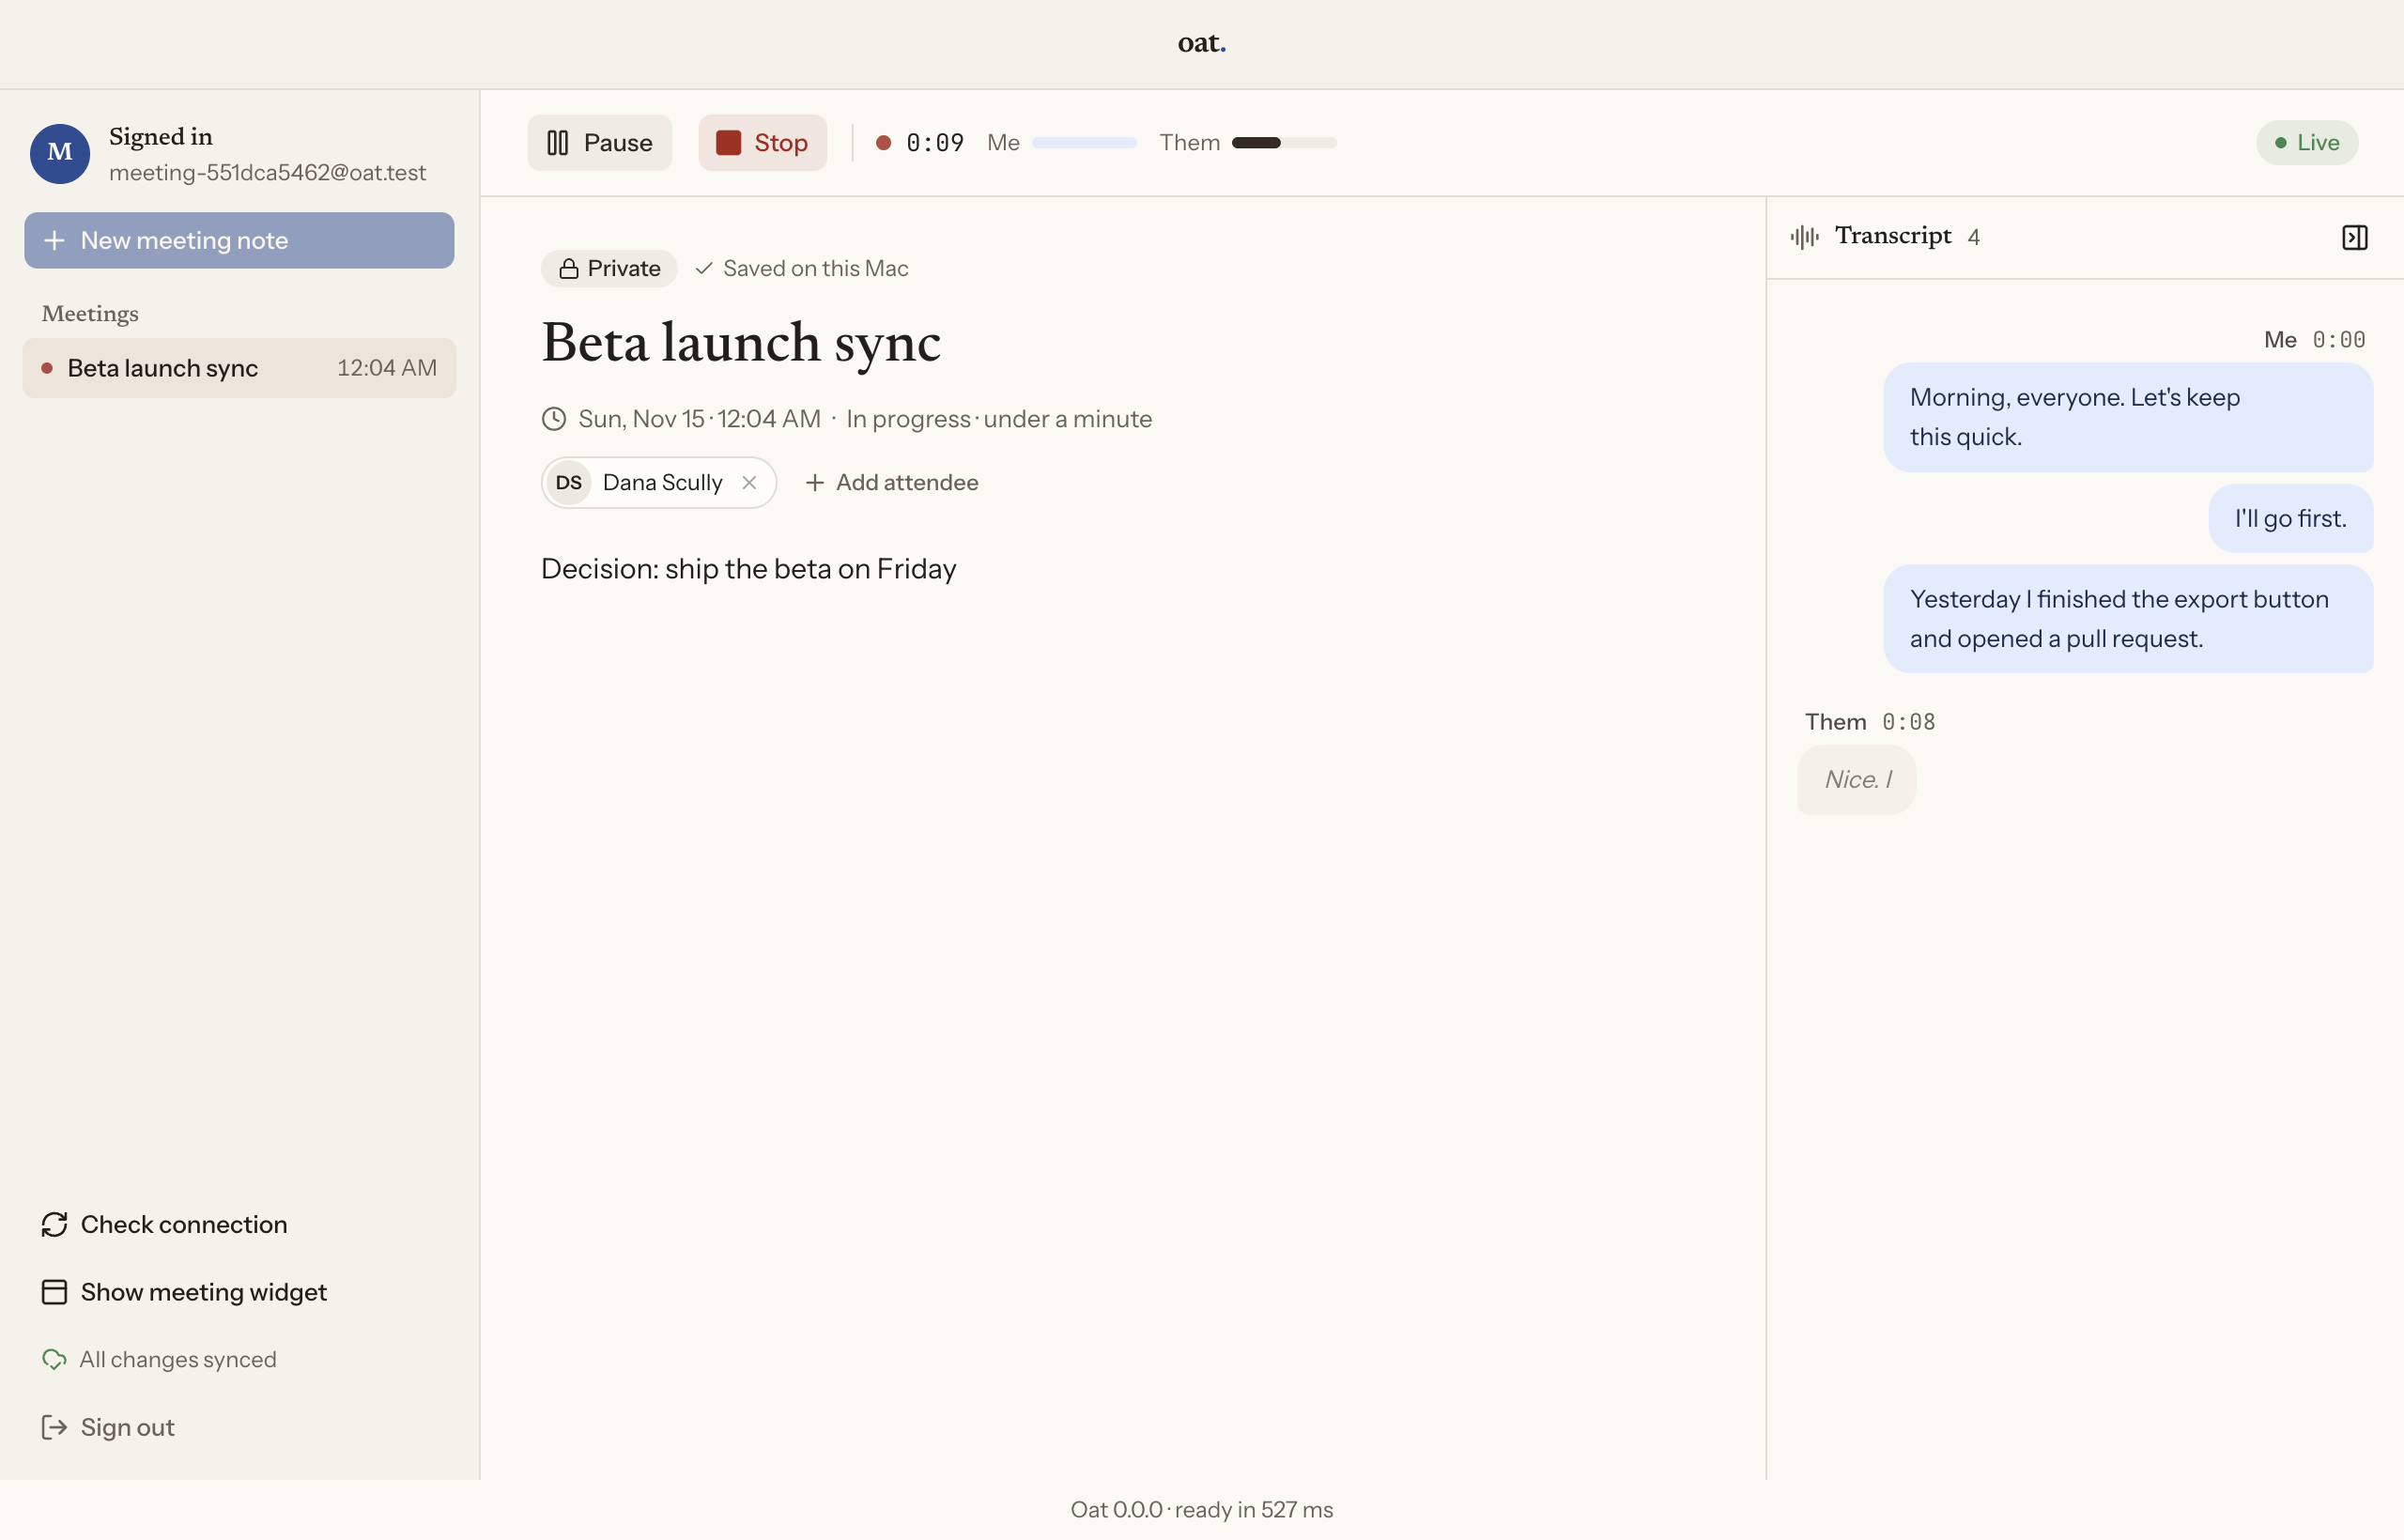 oat.
M
Signed in
meeting-551dca5462@oat.test
New meeting note
Meetings
Beta launch sync 12:04 AM
Check connection
Show meeting widget
All changes synced
Sign out
Pause Stop 0:09 Me Them Live
Private Saved on this Mac
Beta launch sync
Sun, Nov 15 · 12:04 AM · In progress · under a minute
DS Dana Scully Add attendee
Decision: ship the beta on Friday
Transcript 4
Me 0:00
Morning, everyone. Let's keep
this quick.
I'll go first.
Yesterday I finished the export button
and opened a pull request.
Them 0:08
Nice. I
Oat 0.0.0 · ready in 527 ms